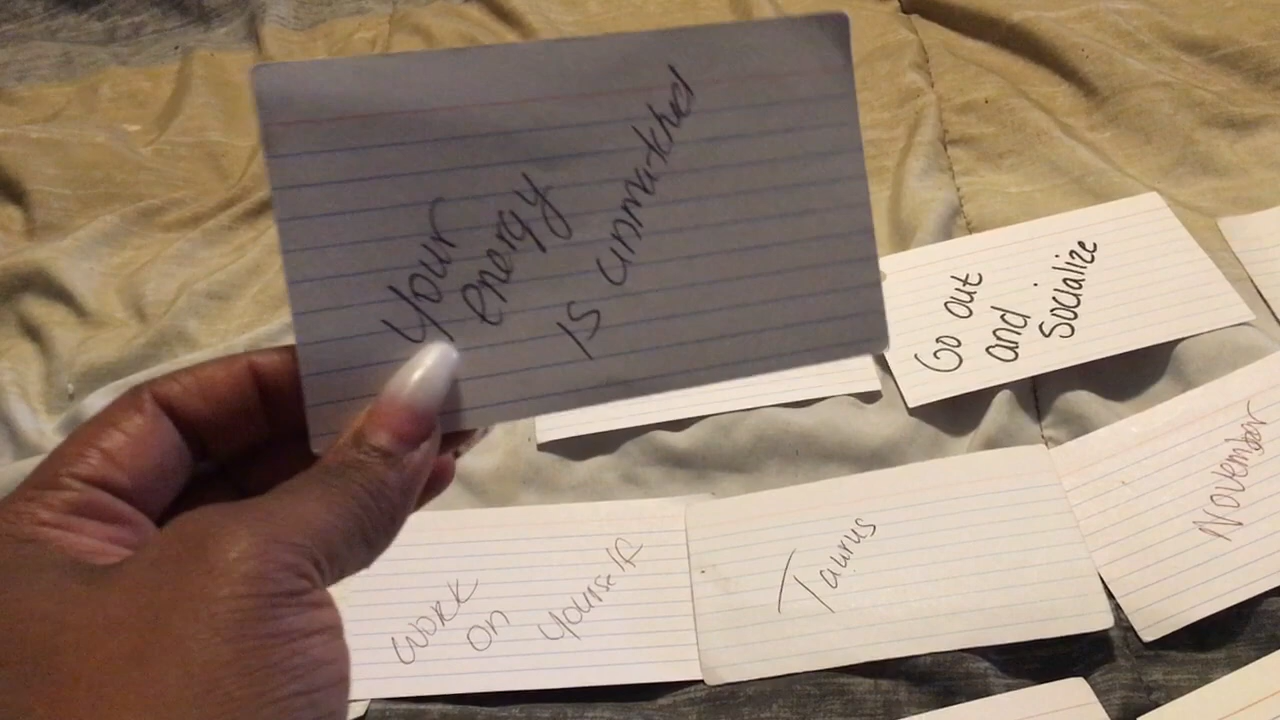 Your
energy
is unmatched
Go out
and
Socialize
November
Taurus
Work
on
yourself